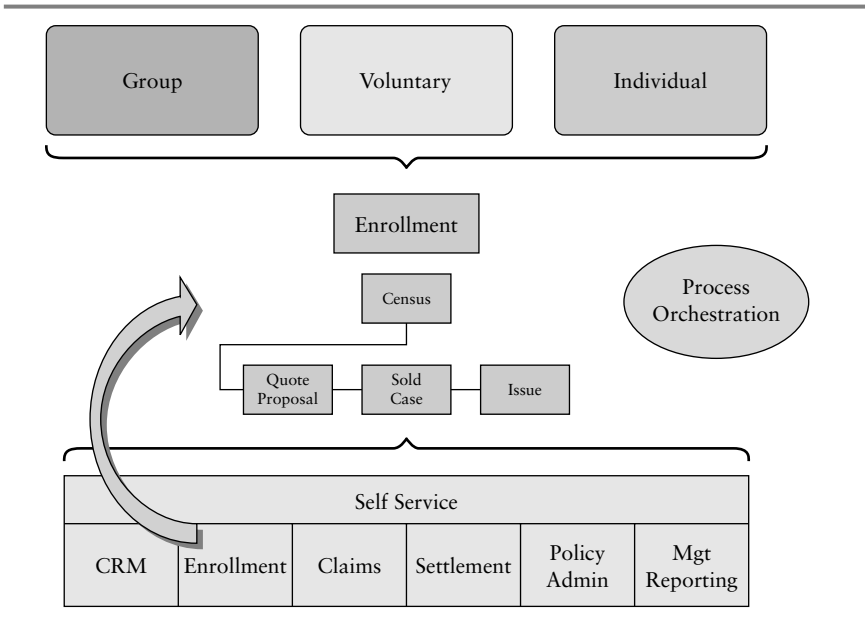 Group
Voluntary
Individual
Enrollment
Process
Orchestration
Census
Quote
Proposal
Sold
Case
Issue
Self Service
CRM
Enrollment
Claims
Settlement
Policy
Admin
Mgt
Reporting